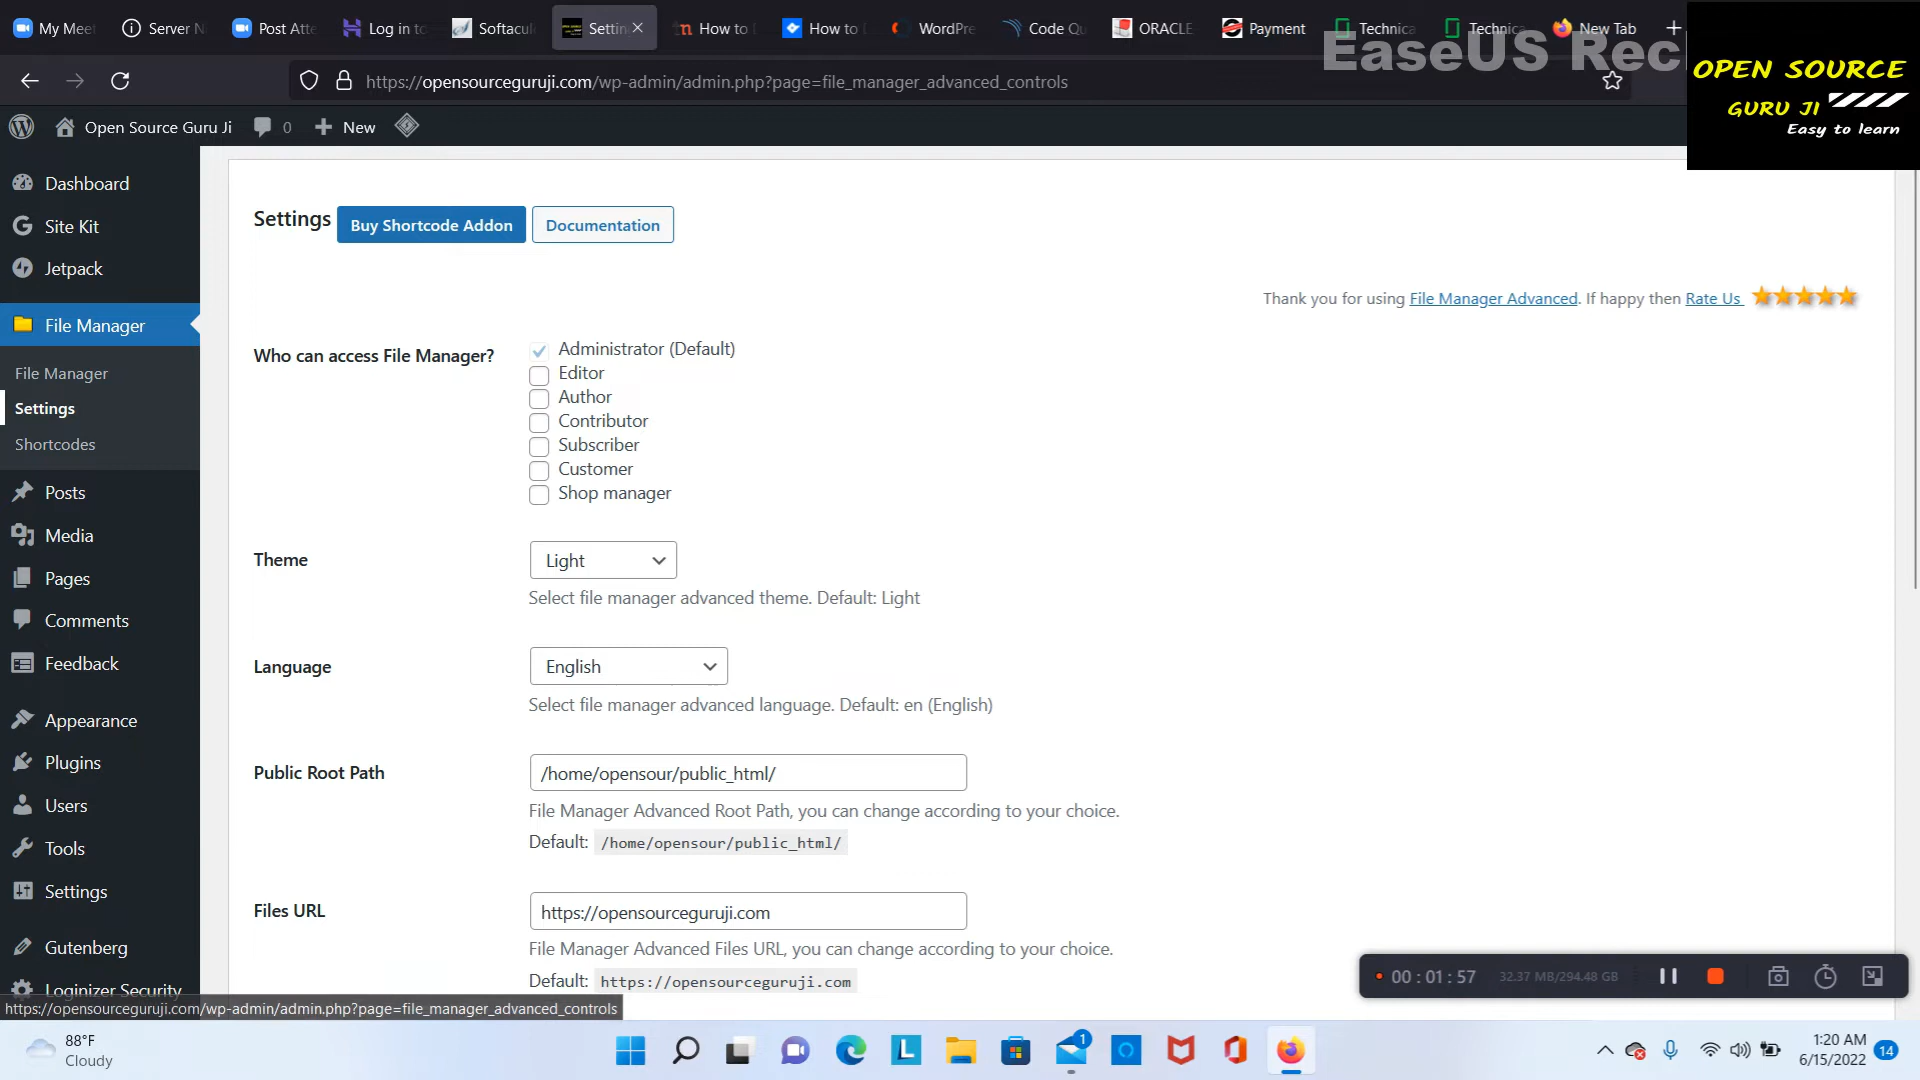 My Mee
Server N
Post Atte
Log in to
Softacul
Settin
How to
How to
WordPre
Code Qu
ORACLE
Payment
Technica
Technica
New Tab
EaseUS Rec
OPEN SOURCE
GURU JI
Easy to learn
https://opensourceguruji.com/wp-admin/admin.php?page=file_manager_advanced_controls
Open Source Guru Ji
0
New
Dashboard
Site Kit
Jetpack
File Manager
File Manager
Settings
Shortcodes
Posts
Media
Pages
Comments
Feedback
Appearance
Plugins
Users
Tools
Settings
Gutenberg
Loginizer Security
Settings
Buy Shortcode Addon
Documentation
Thank you for using File Manager Advanced. If happy then Rate Us
Who can access File Manager?
Administrator (Default)
Editor
Author
Contributor
Subscriber
Customer
Shop manager
Theme
Light
Select file manager advanced theme. Default: Light
Language
English
Select file manager advanced language. Default: en (English)
Public Root Path
/home/opensour/public_html/
File Manager Advanced Root Path, you can change according to your choice.
Default: /home/opensour/public_html/
Files URL
https://opensourceguruji.com
File Manager Advanced Files URL, you can change according to your choice.
Default: https://opensourceguruji.com
00 : 01 : 57
32.37 MB/294.48 GB
https://opensourceguruji.com/wp-admin/admin.php?page=file_manager_advanced_controls
88°F
Cloudy
1
1:20 AM
6/15/2022
14